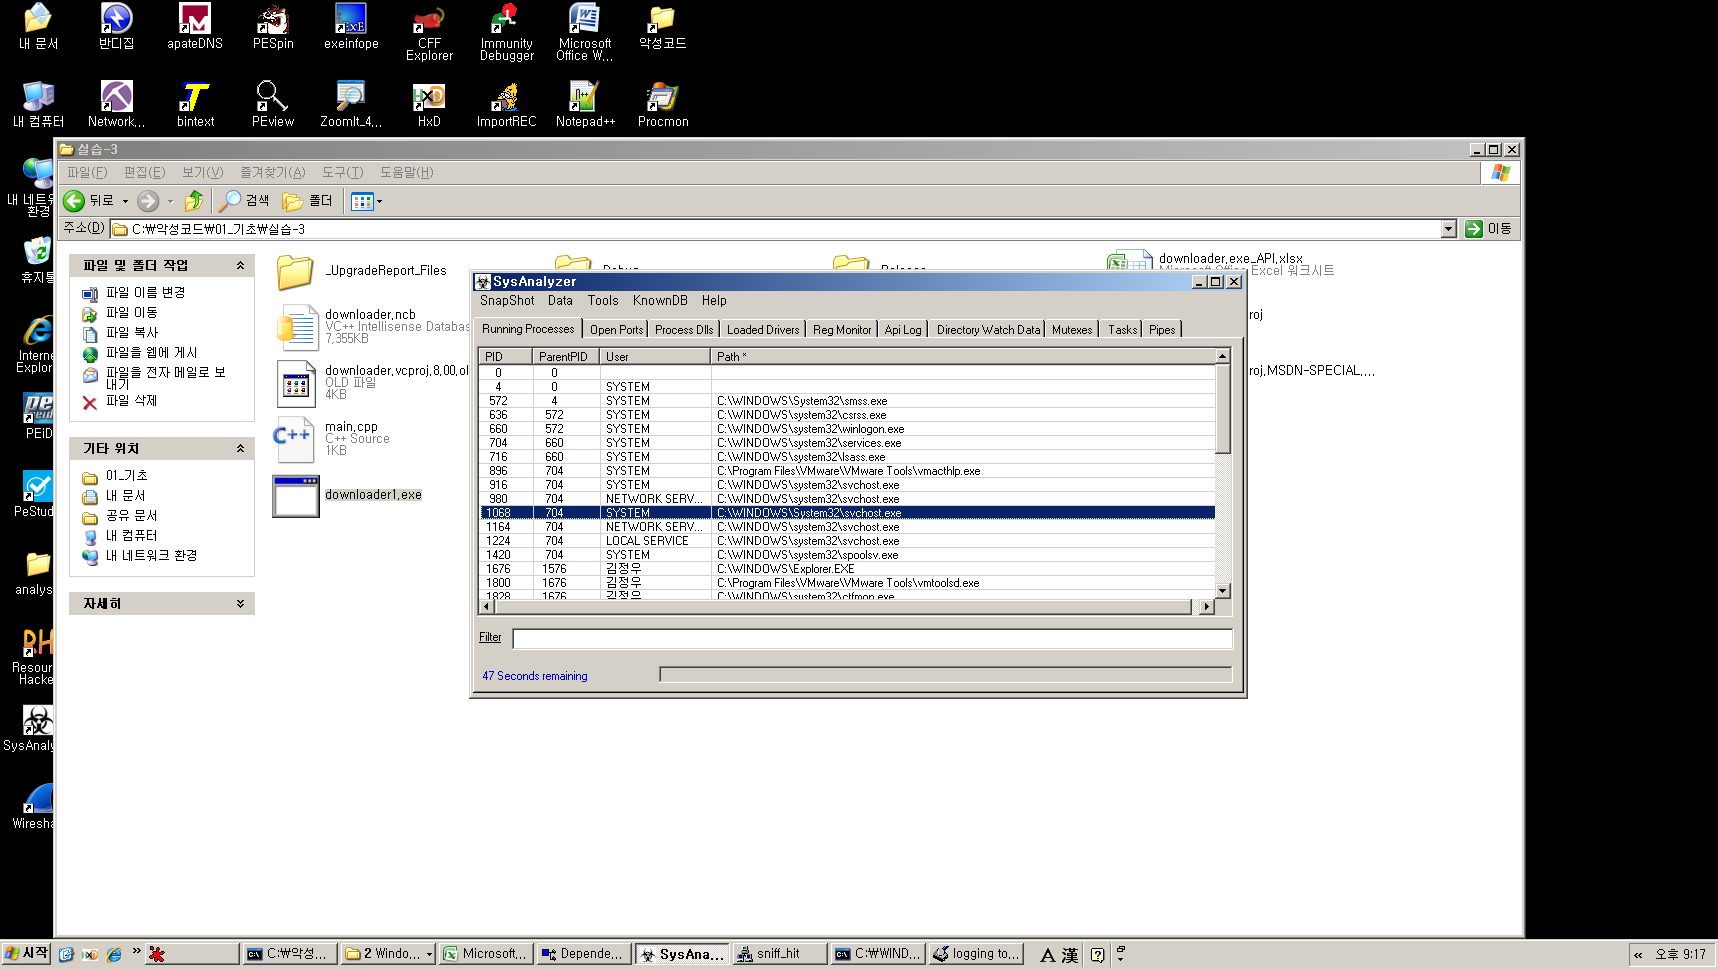 내 문서
반디집
apateDNS
PESpin
exeinfope
CFF
Explorer
Immunity
Debugger
Microsoft
Office W...
악성코드
내 컴퓨터
Network...
bintext
PEview
ZoomIt_4...
HxD
ImportREC
Notepad++
Procmon
내 네트워
환경
휴지통
Interne
Explor
PEiD
PeStud
analys
Resour
Hacke
SysAnaly
Wiresha
실습-3
파일(F) 편집(E) 보기(V) 즐겨찾기(A) 도구(T) 도움말(H)
뒤로 검색 폴더
주소(D) C:₩악성코드₩01_기초₩실습-3 이동
파일 및 폴더 작업
파일 이름 변경
파일 이동
파일 복사
파일을 웹에 게시
파일을 전자 메일로 보
내기
파일 삭제
기타 위치
01_기초
내 문서
공유 문서
내 컴퓨터
내 네트워크 환경
자세히
_UpgradeReport_Files
Debug
Release
downloader,exe_API,xlsx
Microsoft Office Excel 워크시트
downloader,ncb
VC++ Intellisense Databas
7,355KB
roj
downloader,vcproj,8,00,ol
OLD 파일
4KB
roj,MSDN-SPECIAL,...
main,cpp
C++ Source
1KB
downloader1,exe
SysAnalyzer
SnapShot Data Tools KnownDB Help
Running Processes Open Ports Process Dlls Loaded Drivers Reg Monitor Api Log Directory Watch Data Mutexes Tasks Pipes
PID ParentPID User Path *
0 0
4 0 SYSTEM
572 4 SYSTEM C:\WINDOWS\System32\smss.exe
636 572 SYSTEM C:\WINDOWS\system32\csrss.exe
660 572 SYSTEM C:\WINDOWS\system32\winlogon.exe
704 660 SYSTEM C:\WINDOWS\system32\services.exe
716 660 SYSTEM C:\WINDOWS\system32\lsass.exe
896 704 SYSTEM C:\Program Files\VMware\VMware Tools\vmacthlp.exe
916 704 SYSTEM C:\WINDOWS\system32\svchost.exe
980 704 NETWORK SERV... C:\WINDOWS\system32\svchost.exe
1068 704 SYSTEM C:\WINDOWS\System32\svchost.exe
1164 704 NETWORK SERV... C:\WINDOWS\system32\svchost.exe
1224 704 LOCAL SERVICE C:\WINDOWS\system32\svchost.exe
1420 704 SYSTEM C:\WINDOWS\system32\spoolsv.exe
1676 1576 김정우 C:\WINDOWS\Explorer.EXE
1800 1676 김정우 C:\Program Files\VMware\VMware Tools\vmtoolsd.exe
1828 1676 김정우 C:\WINDOWS\system32\ctfmon.exe
Filter
47 Seconds remaining
시작 C:₩악성... 2 Windo... Microsoft... Depende... SysAna... sniff_hit C:₩WIND... logging to... A 漢 오후 9:17